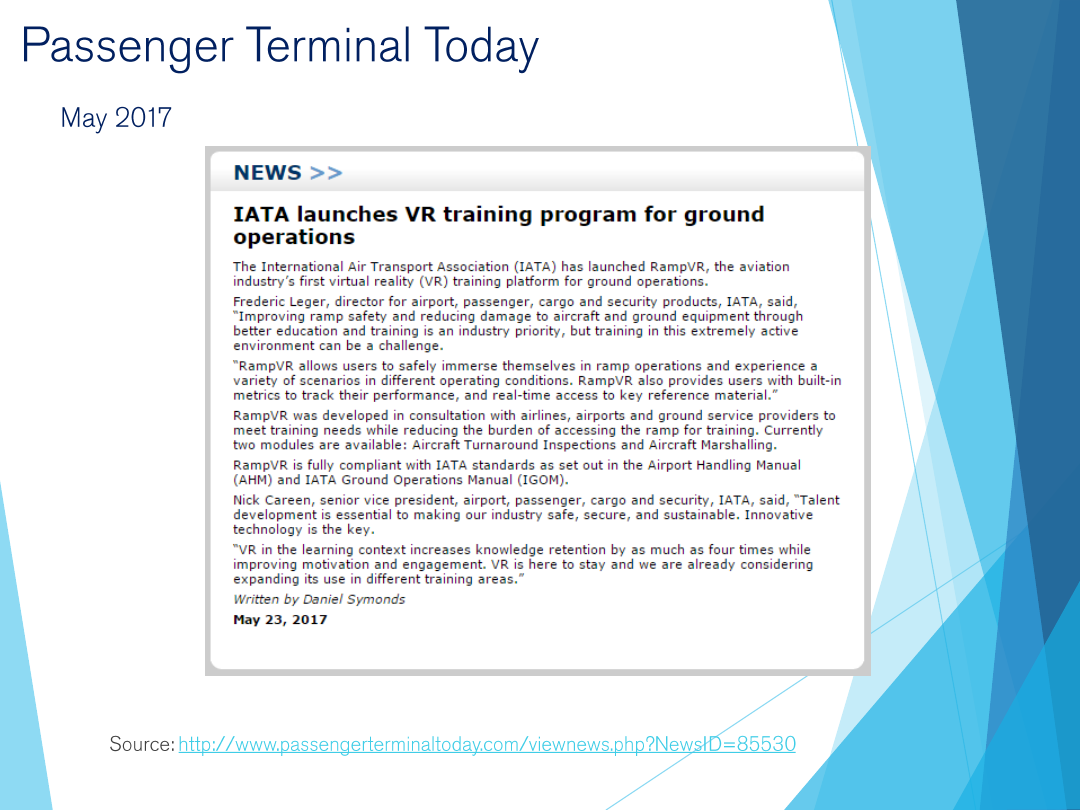 Passenger Terminal Today
May 2017
NEWS >>
IATA launches VR training program for ground
operations
The International Air Transport Association (IATA) has launched RampVR, the aviation
industry's first virtual reality (VR) training platform for ground operations.
Frederic Leger, director for airport, passenger, cargo and security products, IATA, said,
"Improving ramp safety and reducing damage to aircraft and ground equipment through
better education and training is an industry priority, but training in this extremely active
environment can be a challenge.
"RampVR allows users to safely immerse themselves in ramp operations and experience a
variety of scenarios in different operating conditions. RampVR also provides users with built-in
metrics to track their performance, and real-time access to key reference material."
RampVR was developed in consultation with airlines, airports and ground service providers to
meet training needs while reducing the burden of accessing the ramp for training. Currently
two modules are available: Aircraft Turnaround Inspections and Aircraft Marshalling.
RampVR is fully compliant with IATA standards as set out in the Airport Handling Manual
(AHM) and IATA Ground Operations Manual (IGOM).
Nick Careen, senior vice president, airport, passenger, cargo and security, IATA, said, "Talent
development is essential to making our industry safe, secure, and sustainable. Innovative
technology is the key.
"VR in the learning context increases knowledge retention by as much as four times while
improving motivation and engagement. VR is here to stay and we are already considering
expanding its use in different training areas."
Written by Daniel Symonds
May 23, 2017
Source: http://www.passengerterminaltoday.com/viewnews.php?NewsID=85530